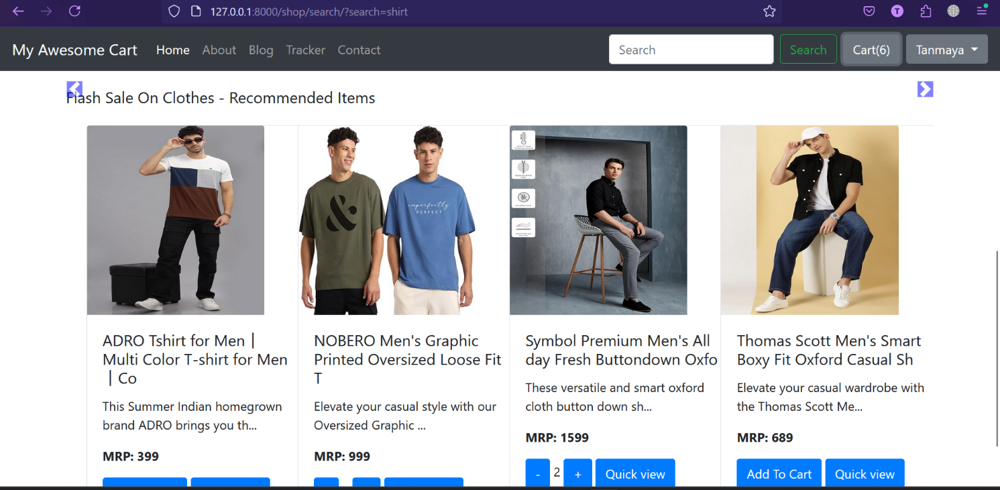 127.0.0.1:8000/shop/search/?search=shirt
T
My Awesome Cart Home About Blog Tracker Contact Search Search Cart(6) Tanmaya
Flash Sale On Clothes - Recommended Items
imperfectly
PERFECT
&
ADRO Tshirt for Men |
Multi Color T-shirt for Men
| Co
This Summer Indian homegrown
brand ADRO brings you th...
MRP: 399
NOBERO Men's Graphic
Printed Oversized Loose Fit
T
Elevate your casual style with our
Oversized Graphic ...
MRP: 999
Symbol Premium Men's All
day Fresh Buttondown Oxfo
These versatile and smart oxford
cloth button down sh...
MRP: 1599
- 2 + Quick view
Thomas Scott Men's Smart
Boxy Fit Oxford Casual Sh
Elevate your casual wardrobe with
the Thomas Scott Me...
MRP: 689
Add To Cart Quick view